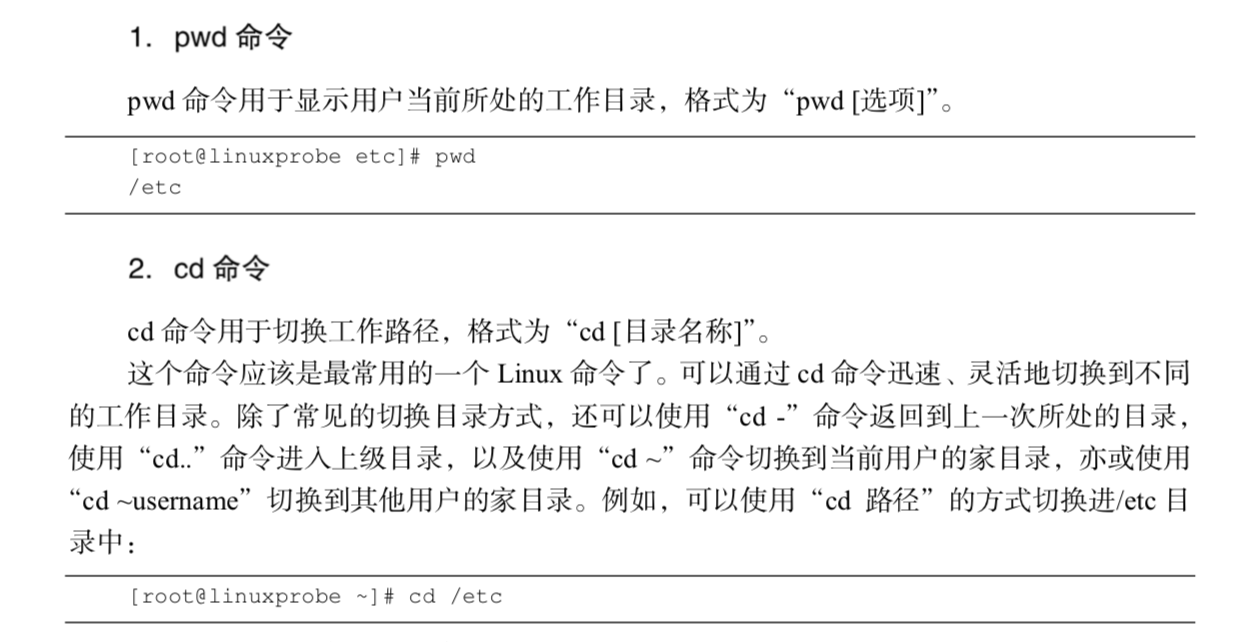 1. pwd 命令
pwd 命令用于显示用户当前所处的工作目录，格式为“pwd [选项]”。
[root@linuxprobe etc]# pwd
/etc
2. cd 命令
cd 命令用于切换工作路径，格式为“cd [目录名称]”。
这个命令应该是最常用的一个 Linux 命令了。可以通过 cd 命令迅速、灵活地切换到不同
的工作目录。除了常见的切换目录方式，还可以使用“cd -”命令返回到上一次所处的目录，
使用“cd..”命令进入上级目录，以及使用“cd ~”命令切换到当前用户的家目录，亦或使用
“cd ~username”切换到其他用户的家目录。例如，可以使用“cd 路径”的方式切换进/etc 目
录中：
[root@linuxprobe ~]# cd /etc